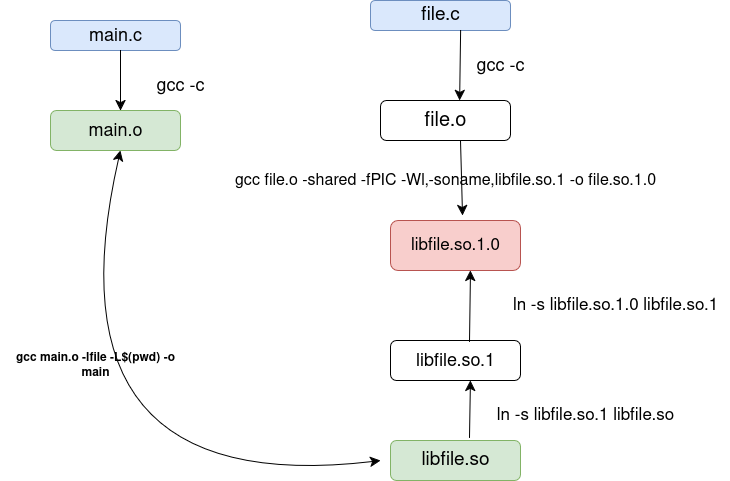 file.c
main.c
gcc -c
gcc -c
file.o
main.o
gcc file.o -shared -fPIC -Wl,-soname,libfile.so.1 -o file.so.1.0
libfile.so.1.0
ln -s libfile.so.1.0 libfile.so.1
gcc main.o -lfile -L$(pwd) -o
main
libfile.so.1
ln -s libfile.so.1 libfile.so
libfile.so